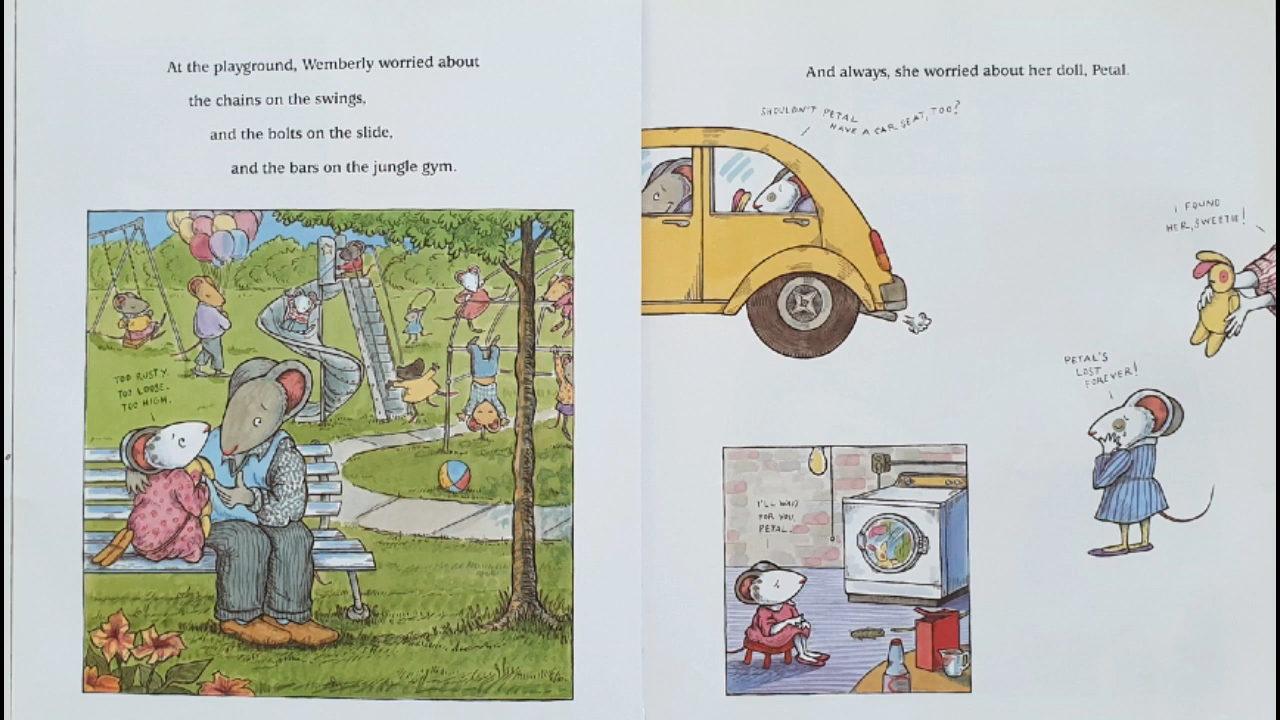 At the playground, Wemberly worried about
the chains on the swings,
and the bolts on the slide,
and the bars on the jungle gym.
TOO RUSTY.
TOO LOOSE.
TOO HIGH.
And always, she worried about her doll, Petal.
SHOULDN'T PETAL
HAVE A CAR SEAT, TOO?
I FOUND
HER, SWEETIE!
PETAL'S
LOST
FOREVER!
I'LL WAIT
FOR YOU,
PETAL.